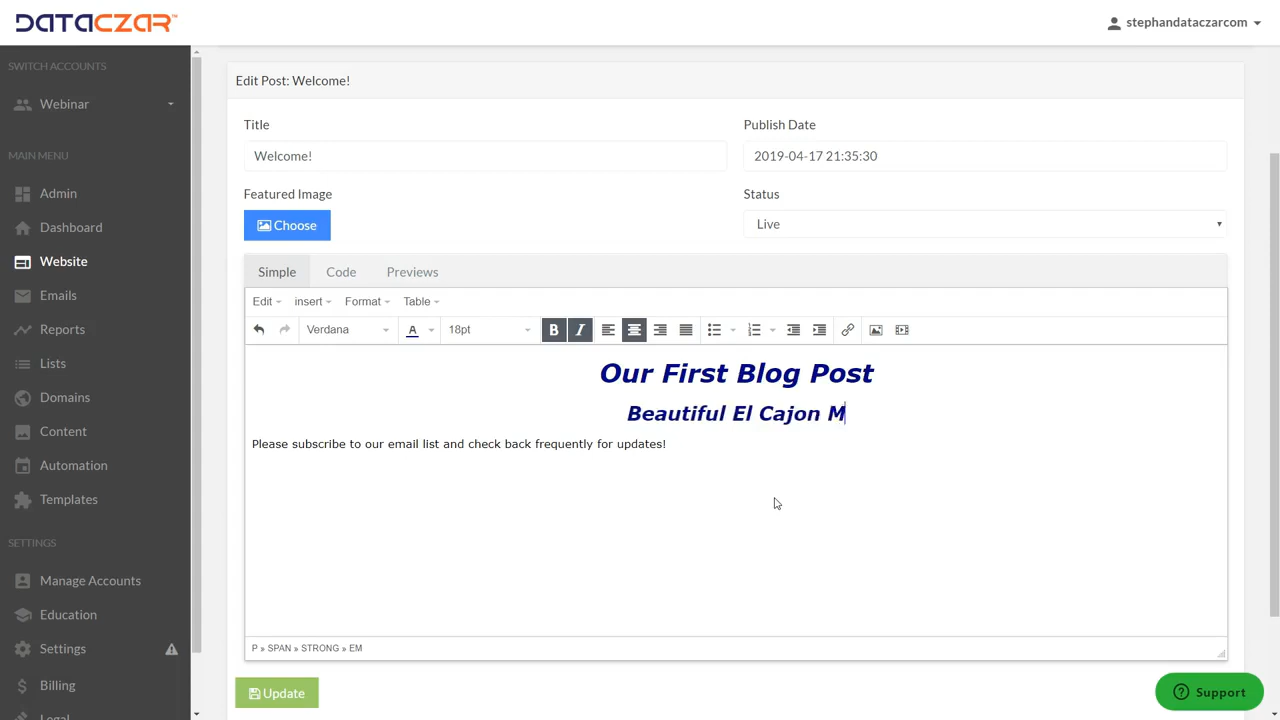 DATACZAR™
stephandataczarcom
SWITCH ACCOUNTS
Webinar
MAIN MENU
Admin
Dashboard
Website
Emails
Reports
Lists
Domains
Content
Automation
Templates
SETTINGS
Manage Accounts
Education
Settings
Billing
Legal
Edit Post: Welcome!
Title
Publish Date
Welcome!
2019-04-17 21:35:30
Featured Image
Status
Choose
Live
Simple Code Previews
Edit insert Format Table
Verdana A 18pt B I
Our First Blog Post
Beautiful El Cajon M
Please subscribe to our email list and check back frequently for updates!
P » SPAN » STRONG » EM
Update
Support